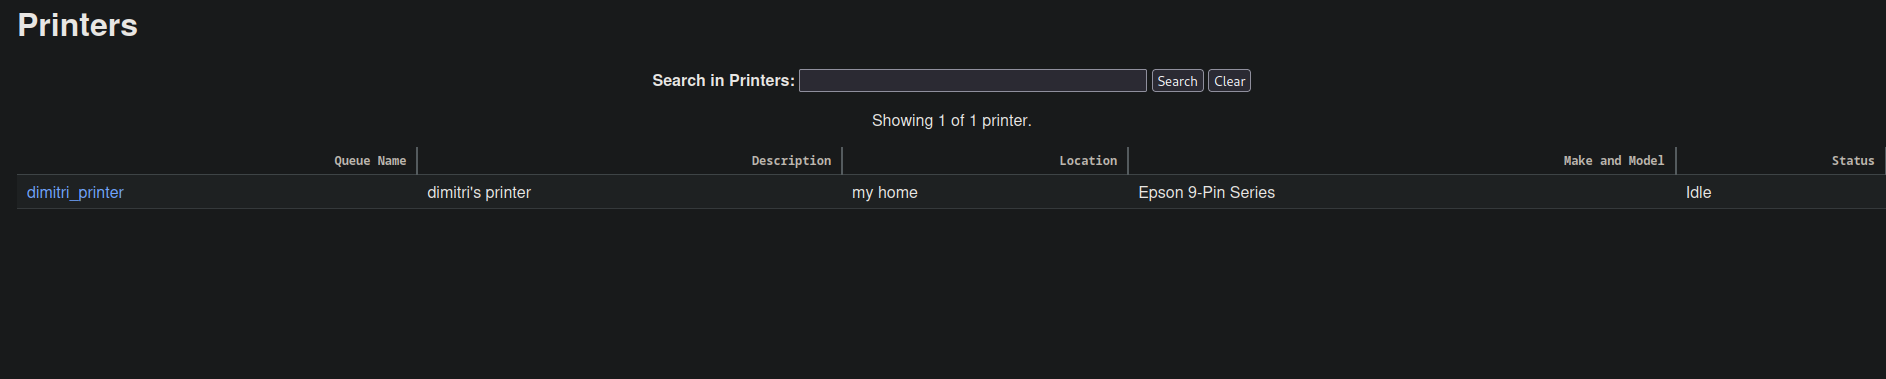 Printers
Search in Printers: Search Clear
Showing 1 of 1 printer.
Queue Name Description Location Make and Model Status
dimitri_printer dimitri's printer my home Epson 9-Pin Series Idle